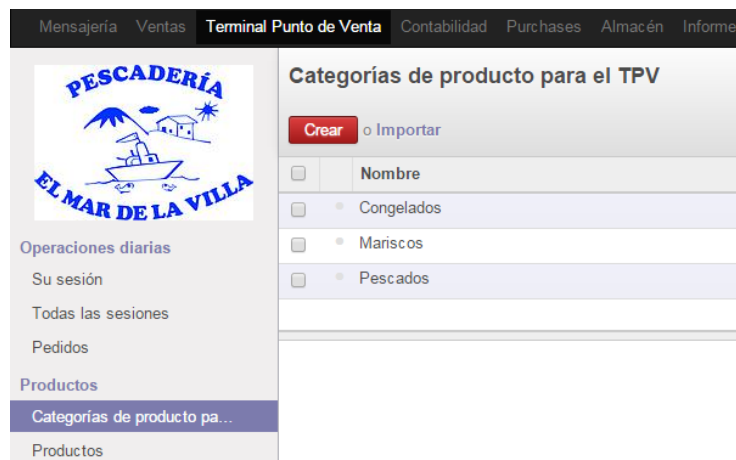 Mensajería Ventas Terminal Punto de Venta Contabilidad Purchases Almacén Informe
PESCADERÍA
EL MAR DE LA VILLA
Categorías de producto para el TPV
Crear o Importar
Nombre
Congelados
Mariscos
Pescados
Operaciones diarias
Su sesión
Todas las sesiones
Pedidos
Productos
Categorías de producto pa...
Productos